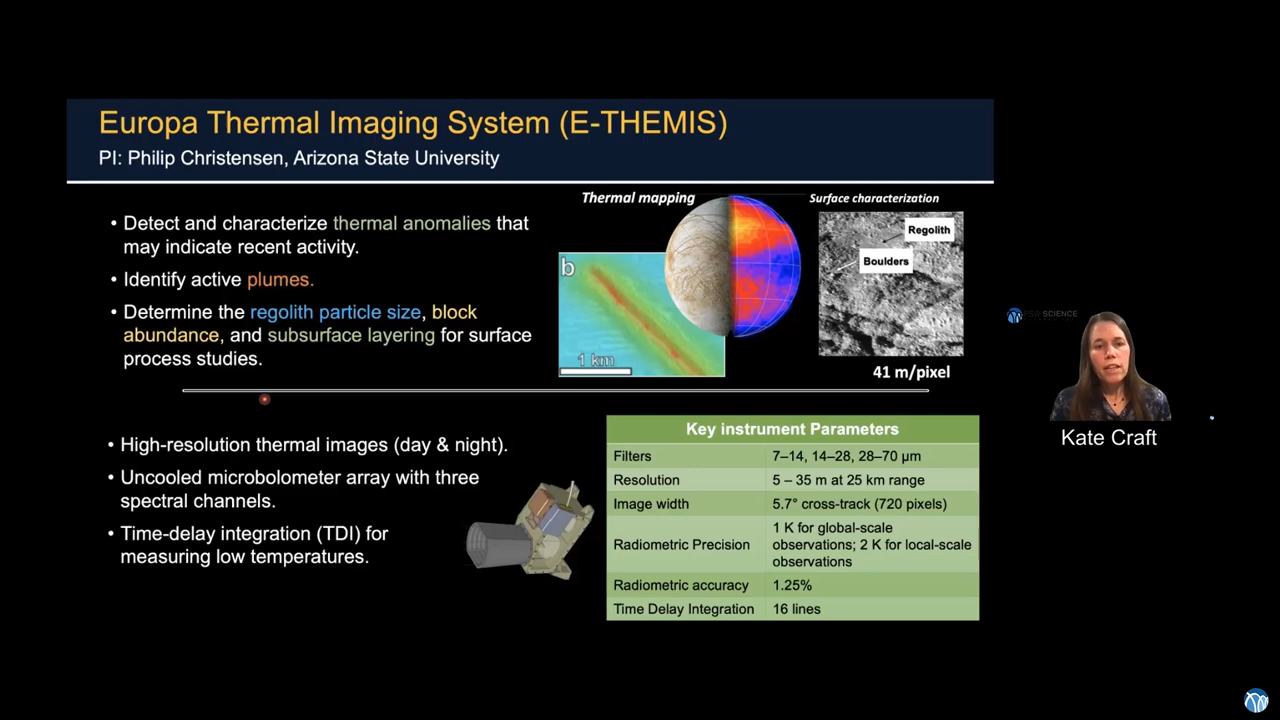 Europa Thermal Imaging System (E-THEMIS)
PI: Philip Christensen, Arizona State University
• Detect and characterize thermal anomalies that
may indicate recent activity.
• Identify active plumes.
• Determine the regolith particle size, block
abundance, and subsurface layering for surface
process studies.
Thermal mapping
b
1 km
Surface characterization
Regolith
Boulders
41 m/pixel
• High-resolution thermal images (day & night).
• Uncooled microbolometer array with three
spectral channels.
• Time-delay integration (TDI) for
measuring low temperatures.
Key instrument Parameters
Filters 7–14, 14–28, 28–70 µm
Resolution 5 – 35 m at 25 km range
Image width 5.7° cross-track (720 pixels)
Radiometric Precision 1 K for global-scale
observations; 2 K for local-scale
observations
Radiometric accuracy 1.25%
Time Delay Integration 16 lines
SCIENCE
Kate Craft